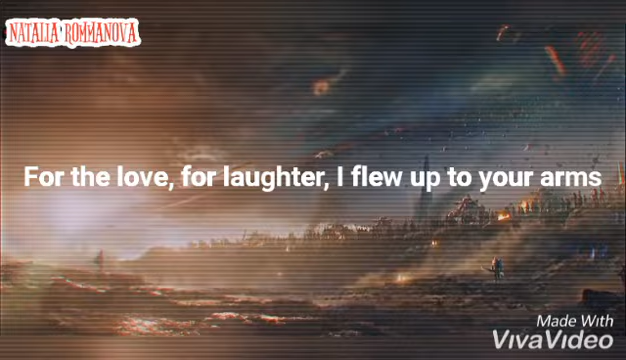 NATALIA ROMMANOVA
For the love, for laughter, I flew up to your arms
Made With
VivaVideo